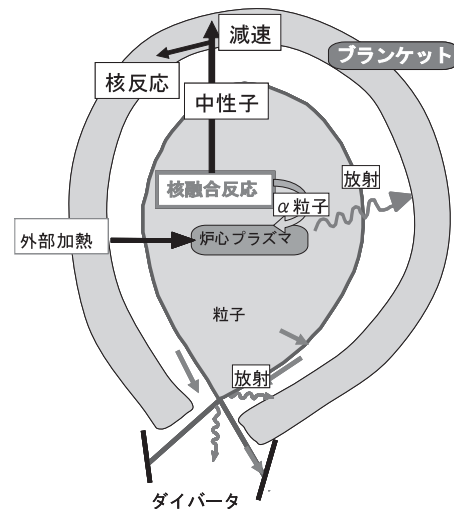 減速
ブランケット
核反応
中性子
核融合反応
放射
α粒子
外部加熱
炉心プラズマ
粒子
放射
ダイバータ